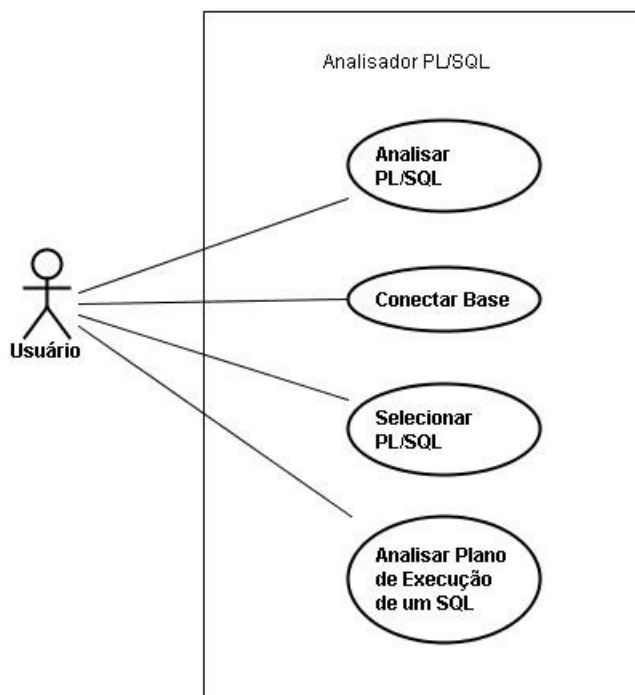 Analisador PL/SQL
Analisar
PL/SQL
Conectar Base
Usuário
Selecionar
PL/SQL
Analisar Plano
de Execução
de um SQL